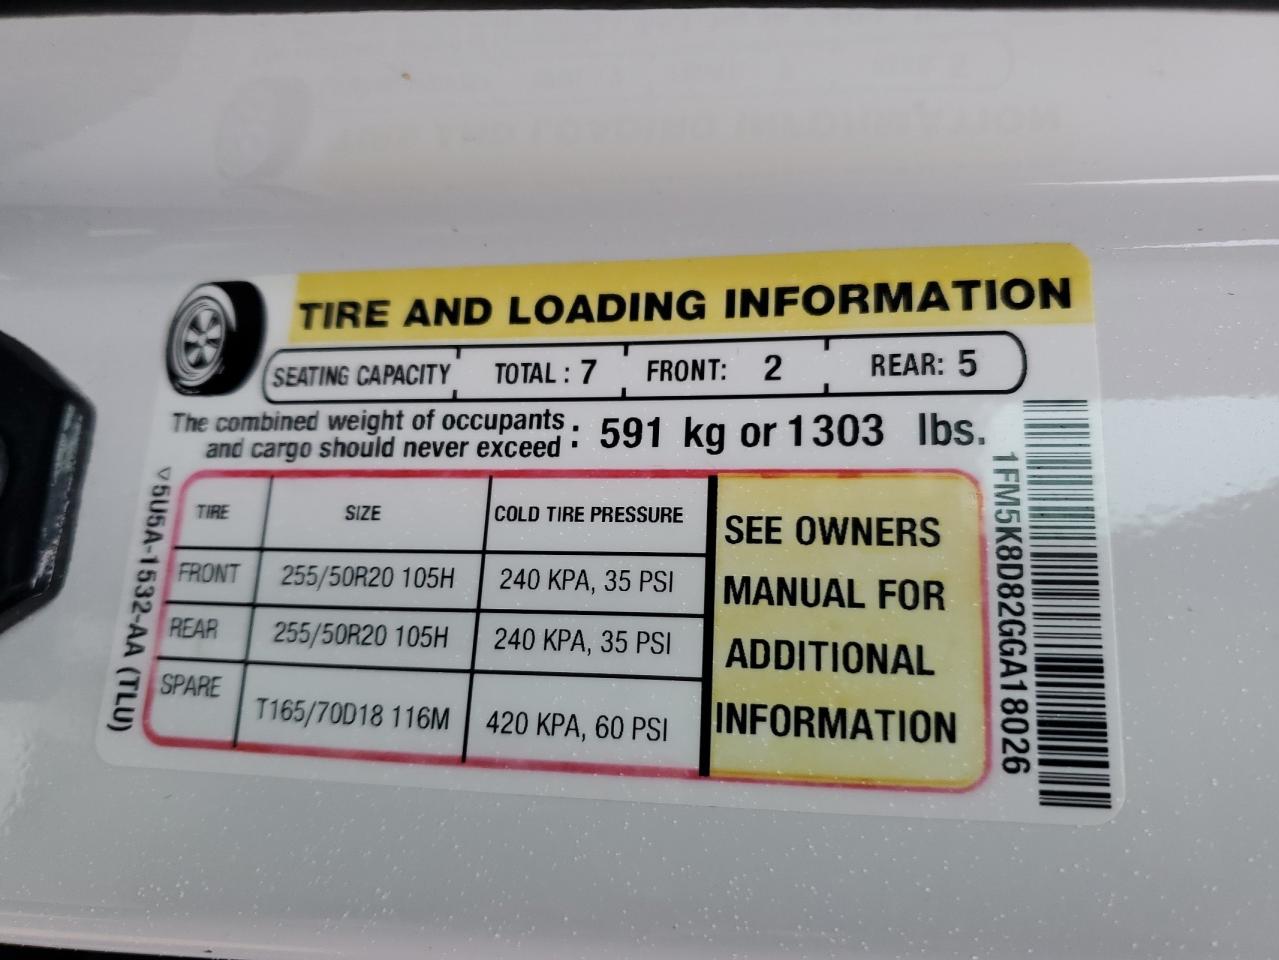 TIRE AND LOADING INFORMATION
SEATING CAPACITY TOTAL : 7 FRONT: 2 REAR: 5
The combined weight of occupants
and cargo should never exceed : 591 kg or 1303 lbs.
TIRE SIZE COLD TIRE PRESSURE
FRONT 255/50R20 105H 240 KPA, 35 PSI
REAR 255/50R20 105H 240 KPA, 35 PSI
SPARE T165/70D18 116M 420 KPA, 60 PSI
SEE OWNERS
MANUAL FOR
ADDITIONAL
INFORMATION
5U5A-1532-AA (TLU)
1FM5K8D82GGA18026